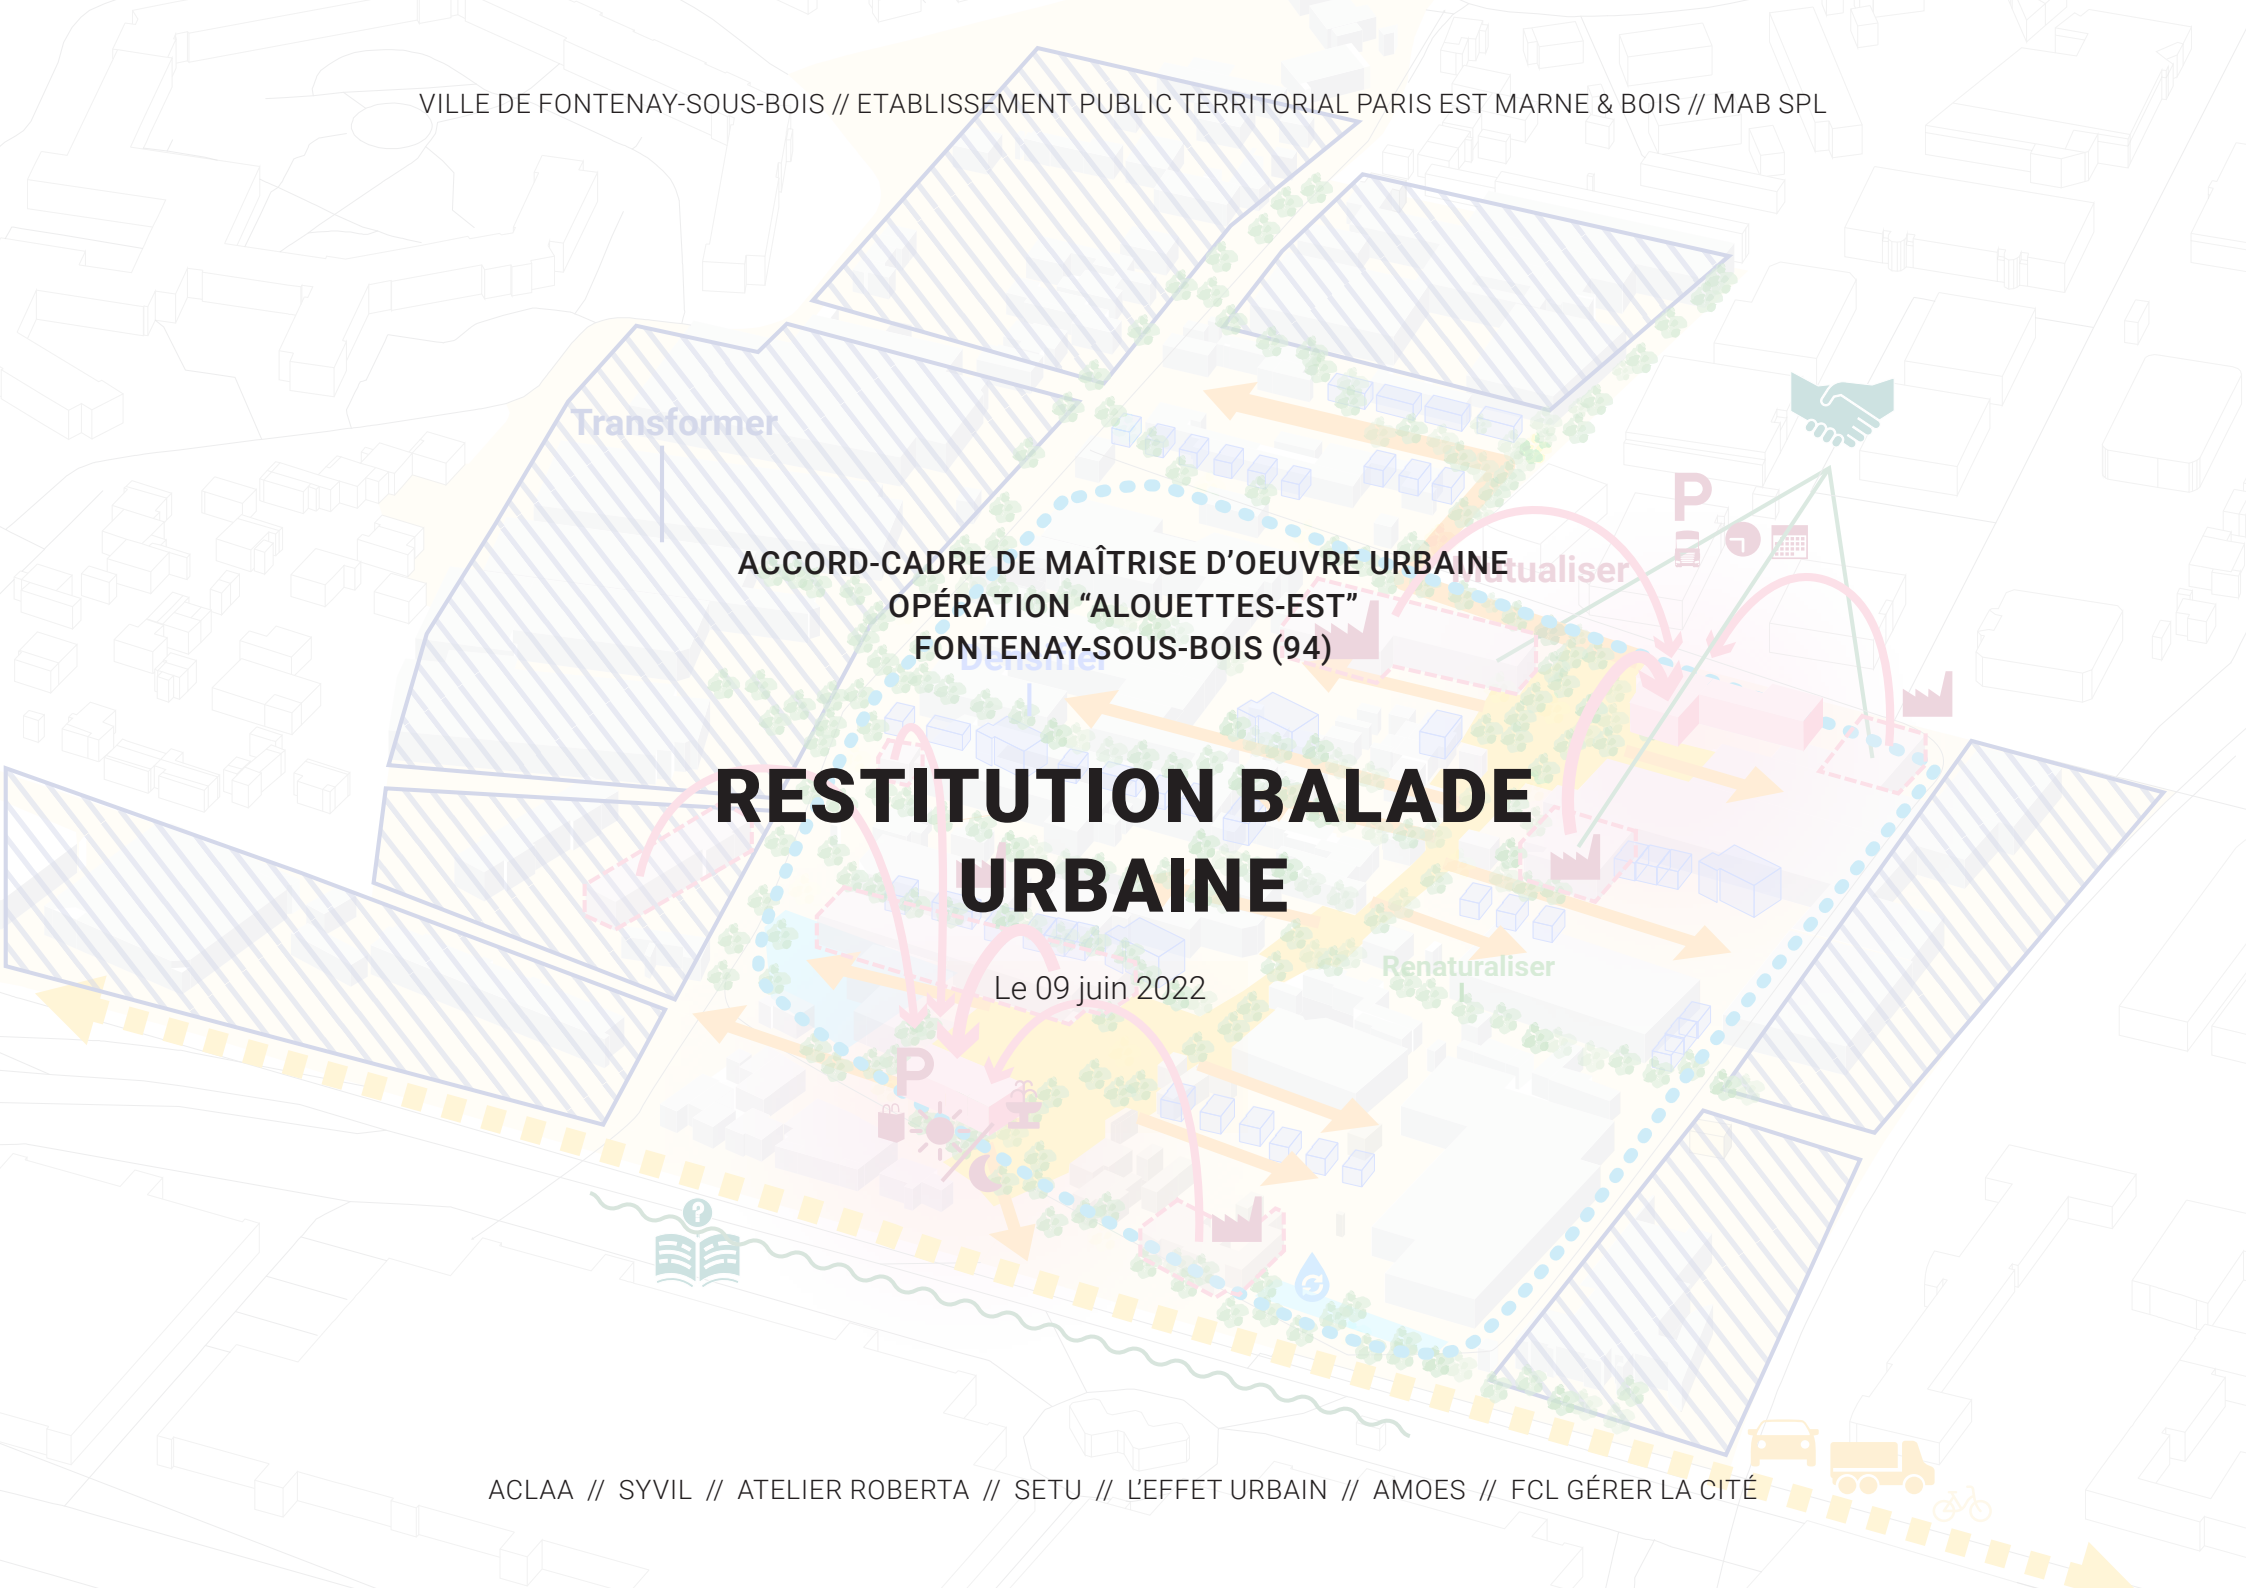 VILLE DE FONTENAY-SOUS-BOIS // ETABLISSEMENT PUBLIC TERRITORIAL PARIS EST MARNE & BOIS // MAB SPL
Transformer
P
ACCORD-CADRE DE MAÎTRISE D’OEUVRE URBAINE
Mutualiser
OPÉRATION “ALOUETTES-EST”
FONTENAY-SOUS-BOIS (94)
Densifier
RESTITUTION BALADE
URBAINE
Renaturaliser
Le 09 juin 2022
P
?
ACLAA // SYVIL // ATELIER ROBERTA // SETU // L’EFFET URBAIN // AMOES // FCL GÉRER LA CITÉ